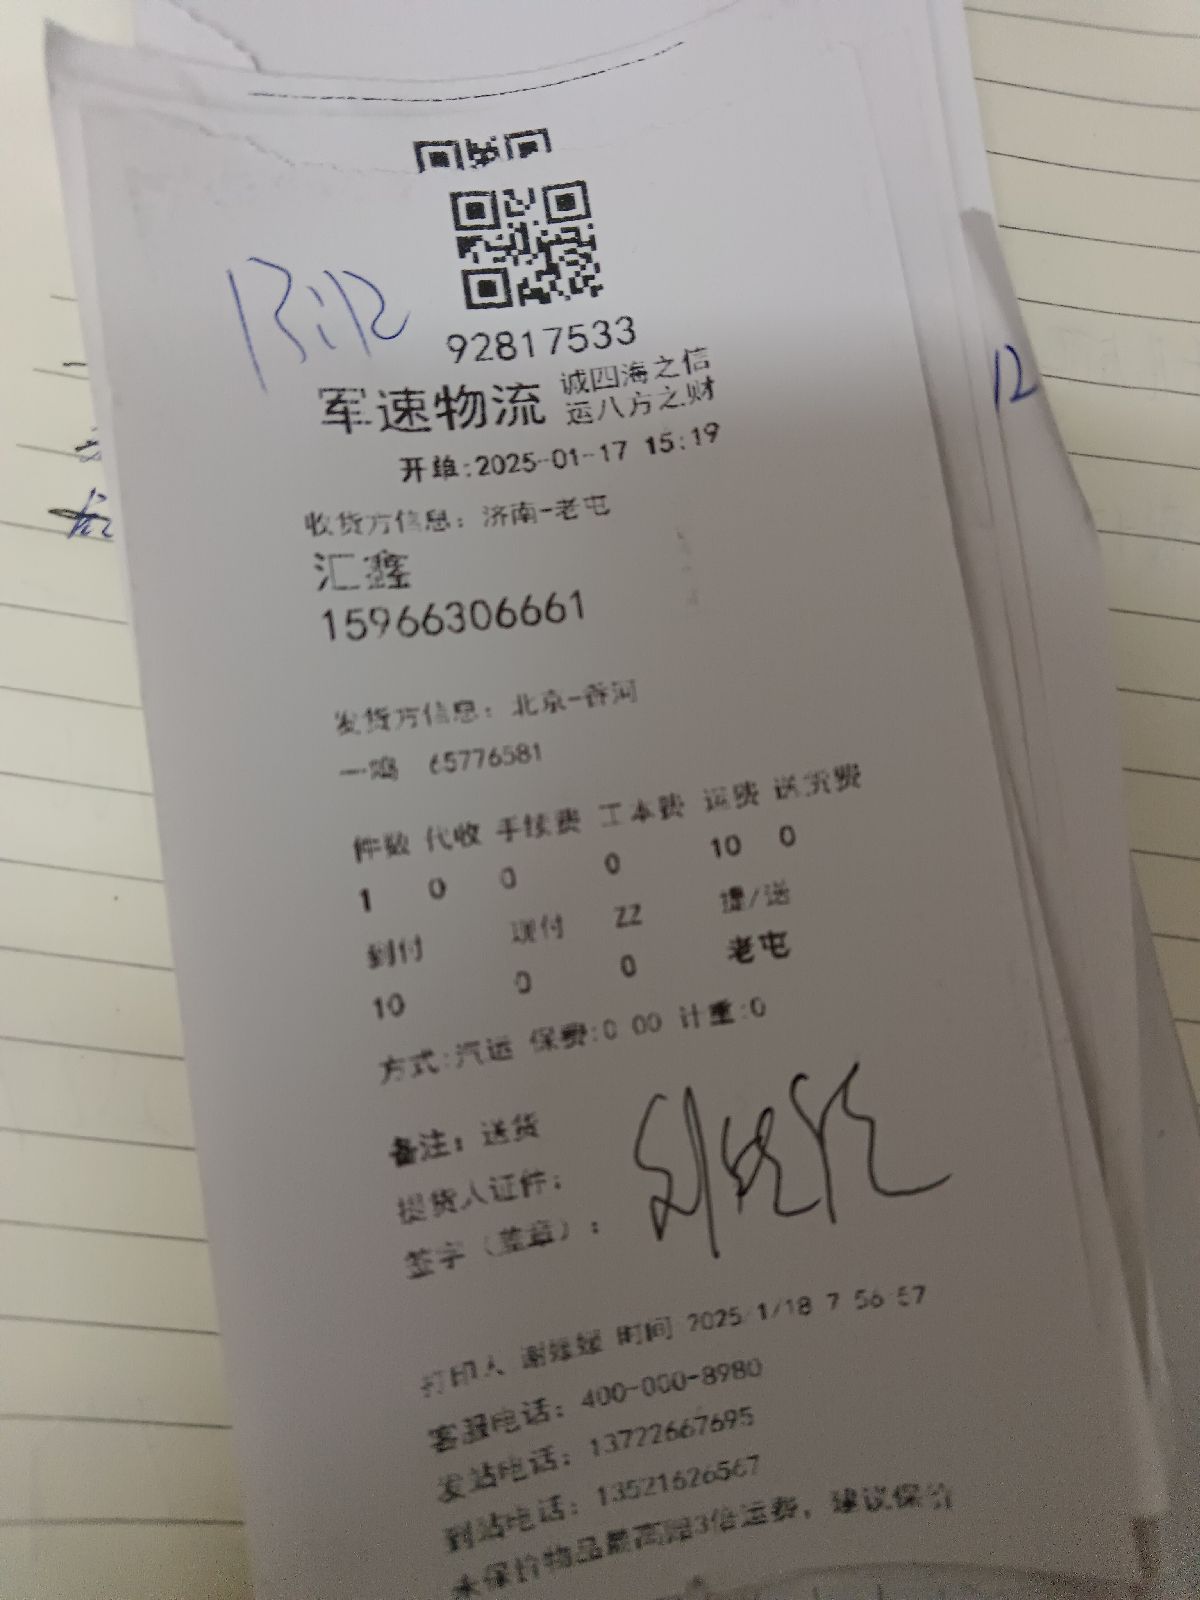 13:12
92817533
军速物流 诚四海之信
运八方之财
开单:2025-01-17 15:19
收货方信息：济南-老屯
汇鑫
15966306661
发货方信息：北京-香河
一鸣 65776581
件数 代收 手续费 工本费 运费 送货费
1 0 0 0 10 0
到付 现付 ZZ 提/送
10 0 0 老屯
方式:汽运 保费:0.00 计重:0
备注：送货
提货人证件：
签字（盖章）：
打印人 谢媛媛 时间 2025/1/18 7:56:57
客服电话：400-000-8980
发站电话：13722667695
到站电话：13521626567
未保价物品最高赔3倍运费，建议保价
12